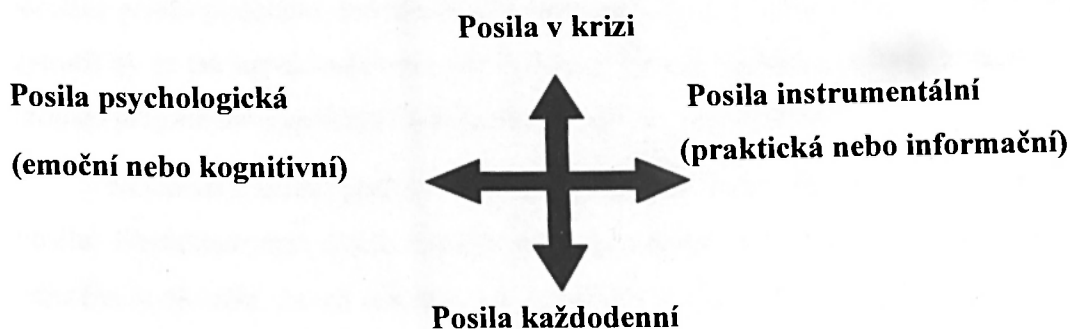 Posila v krizi
Posila psychologická
(emoční nebo kognitivní)
Posila instrumentální
(praktická nebo informační)
Posila každodenní